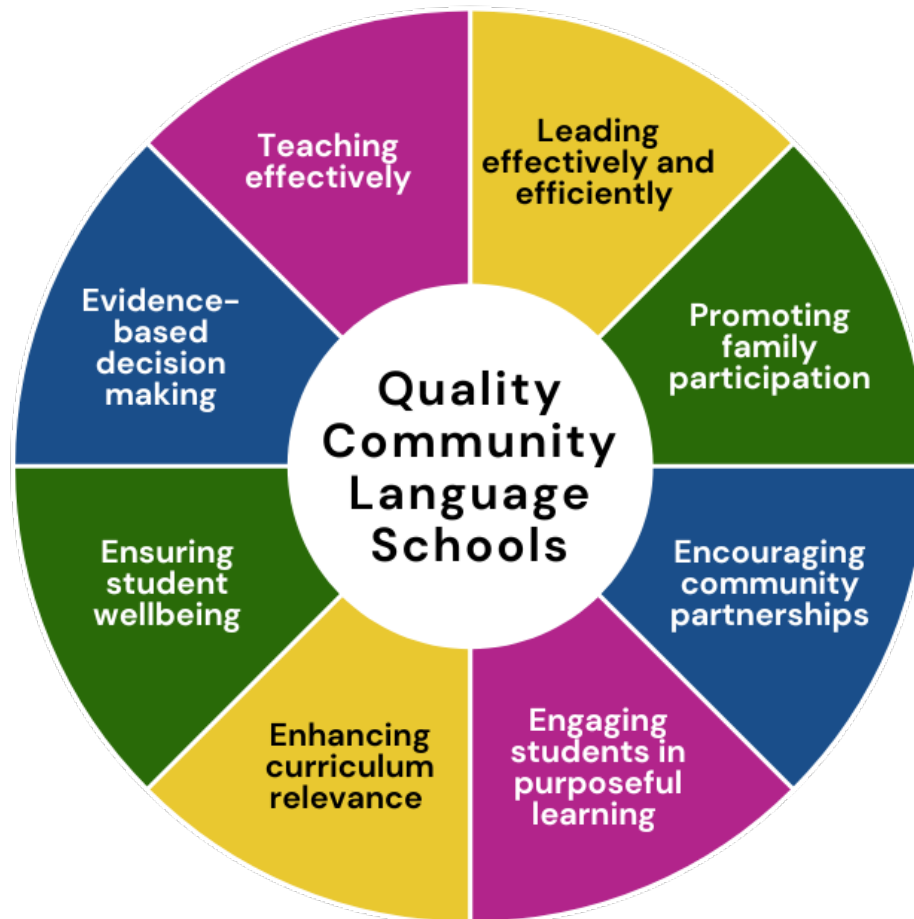 Teaching
effectively
Leading
effectively and
efficiently
Promoting
family
participation
Encouraging
community
partnerships
Engaging
students in
purposeful
learning
Enhancing
curriculum
relevance
Ensuring
student
wellbeing
Evidence-
based
decision
making
Quality
Community
Language
Schools